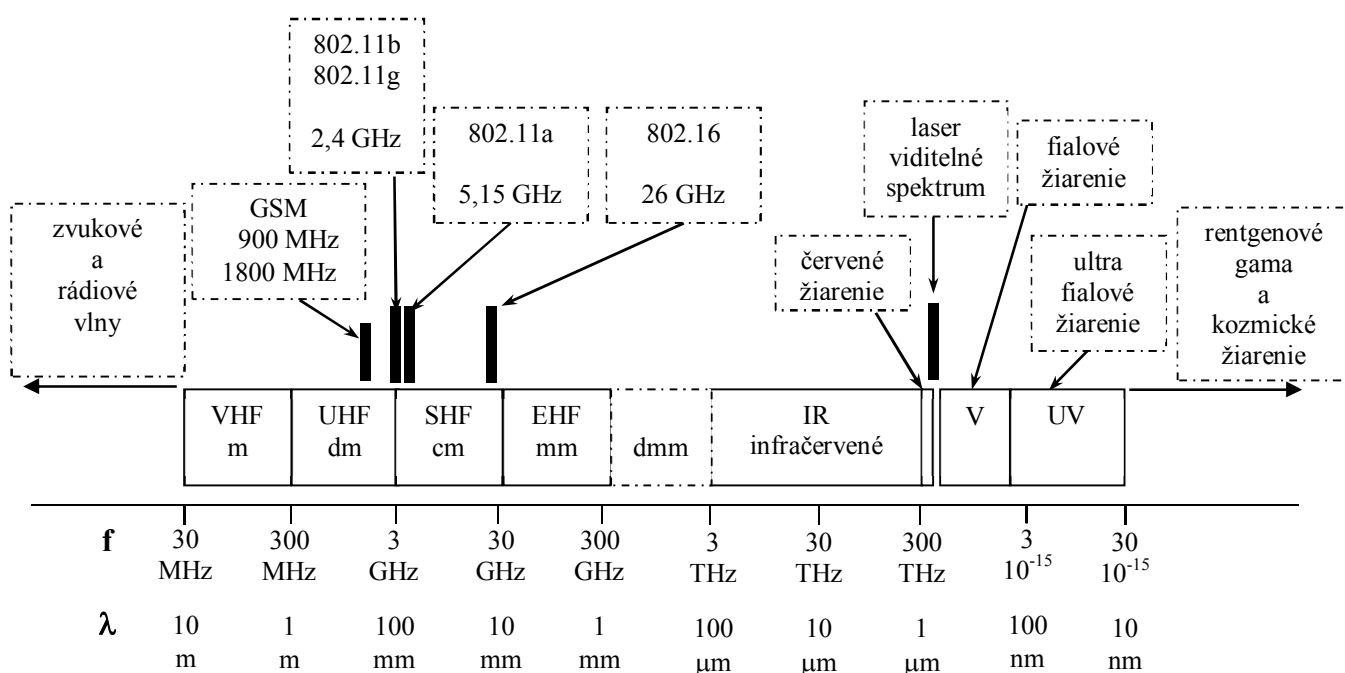 802.11b
802.11g
2,4 GHz
802.11a
5,15 GHz
802.16
26 GHz
laser
viditelné
spektrum
fialové
žiarenie
zvukové
a
rádiové
vlny
GSM
900 MHz
1800 MHz
červené
žiarenie
ultra
fialové
žiarenie
rentgenové
gama
a
kozmické
žiarenie
VHF
m
UHF
dm
SHF
cm
EHF
mm
dmm
IR
infračervené
V
UV
f 30 300 3 30 300 3 30 300 3 30
MHz MHz GHz GHz GHz THz THz THz 10⁻¹⁵ 10⁻¹⁵
λ 10 1 100 10 1 100 10 1 100 10
m m mm mm mm μm μm μm nm nm